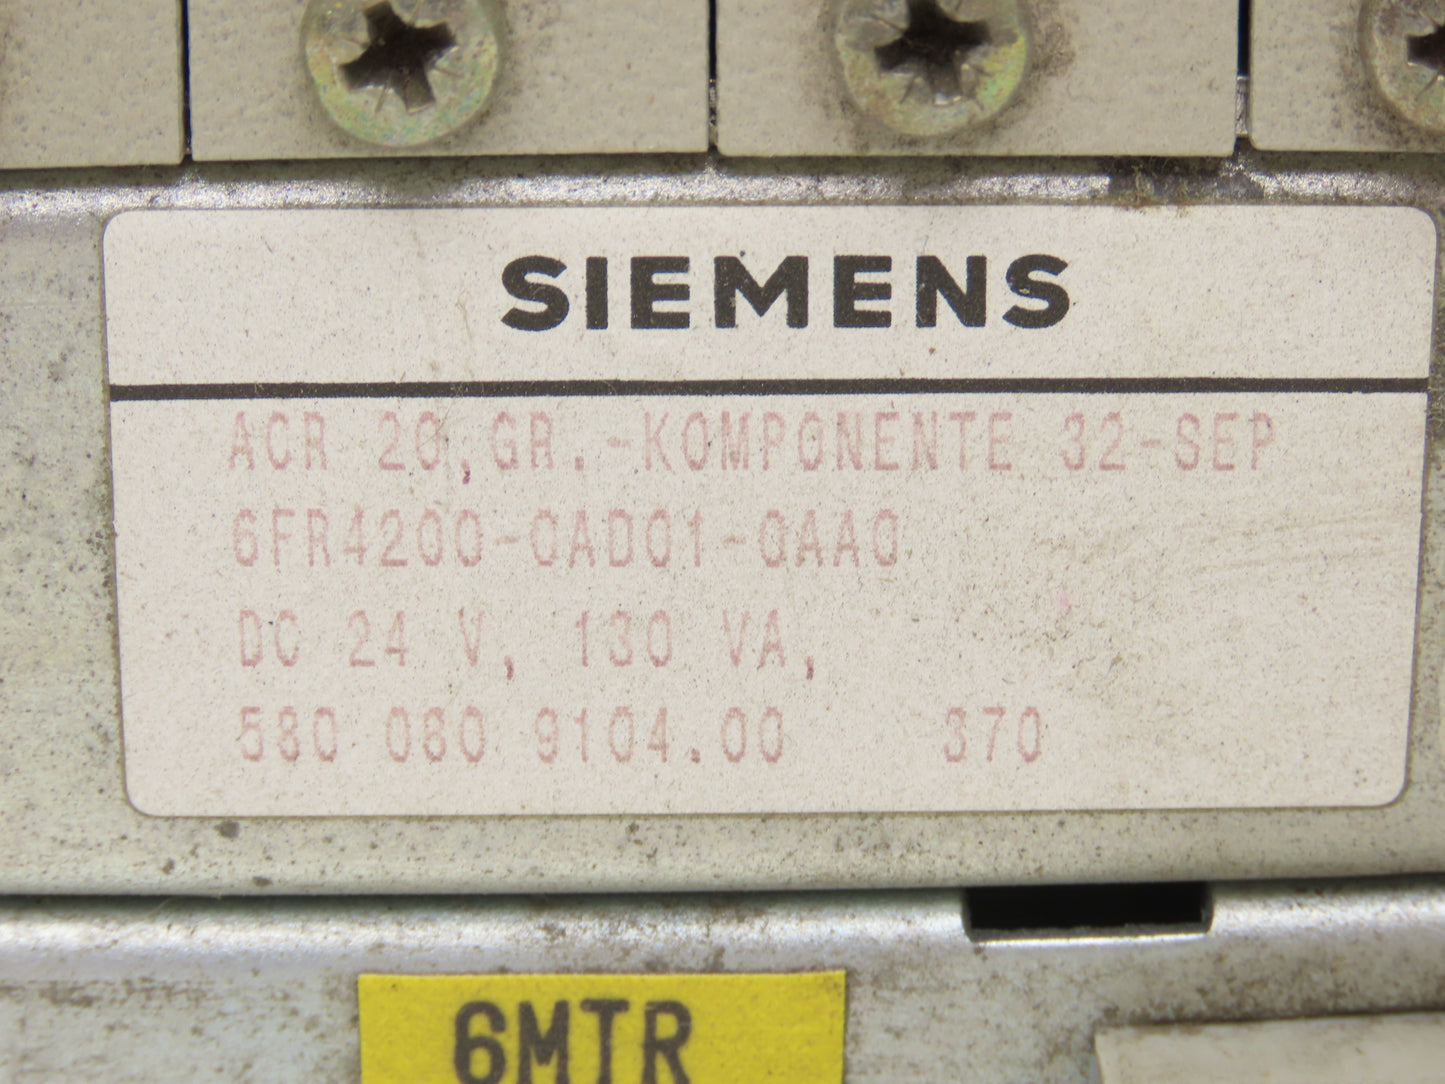 SIEMENS
ACR 20,GR.-KOMPONENTE 32-SEP
6FR4200-0AD01-0AA0
DC 24 V, 130 VA,
580 080 9104.00 370
6MTR